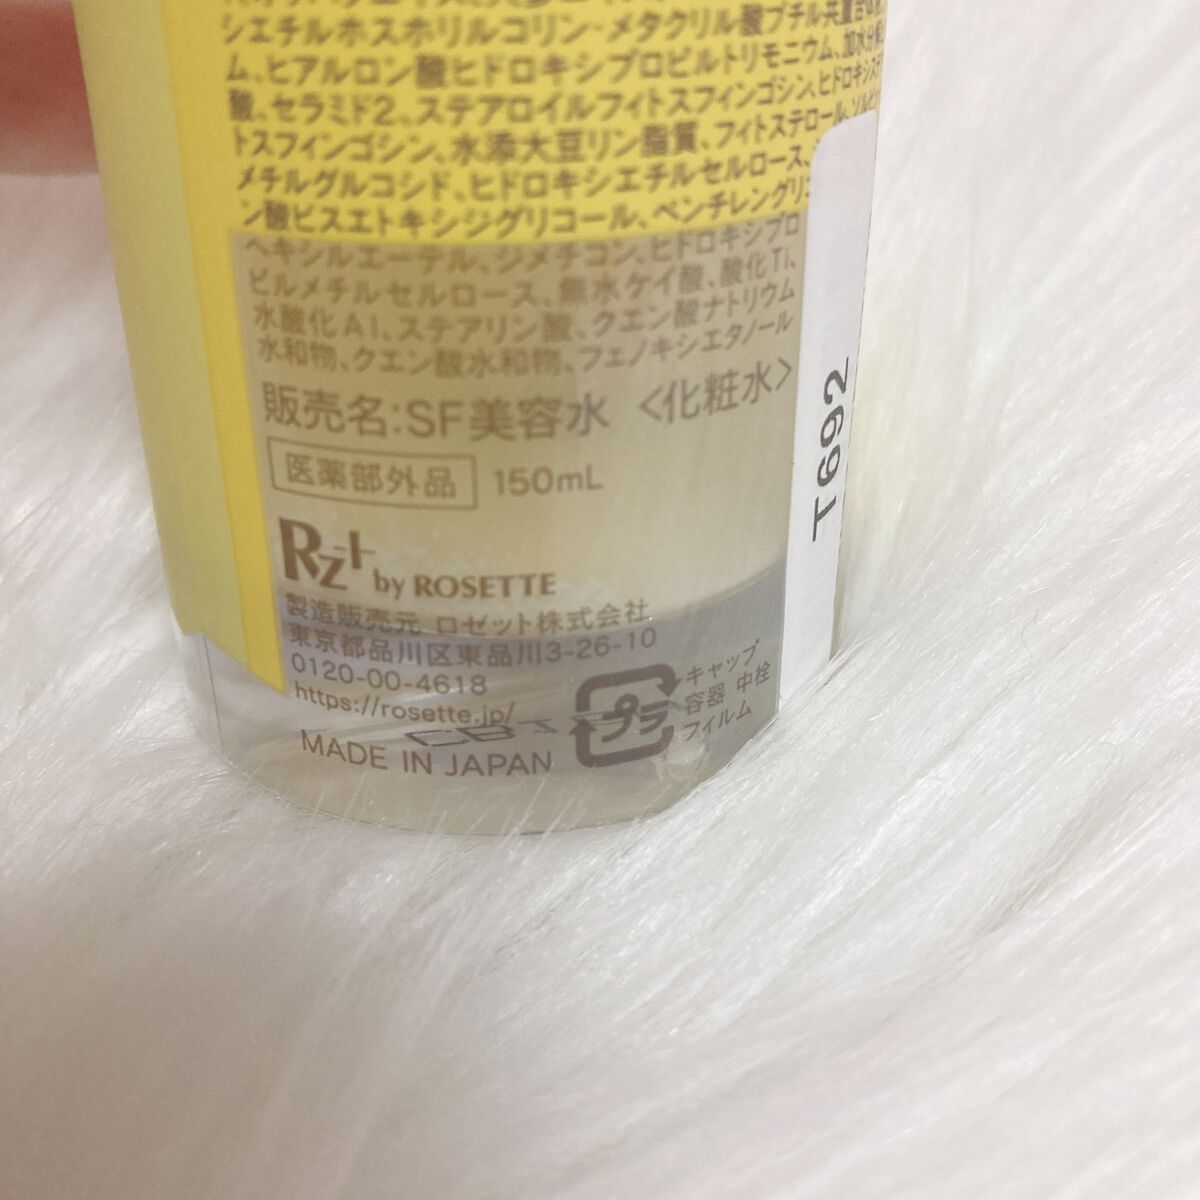 シエチルホスホリルコリン・メタクリル酸ブチル共重合体
ム、ヒアルロン酸ヒドロキシプロピルトリモニウム、加水分解
酸、セラミド2、ステアロイルフィトスフィンゴシン、ヒドロキシステ
トスフィンゴシン、水添大豆リン脂質、フィトステロール、ソルビ
メチルグルコシド、ヒドロキシエチルセルロース、
ン酸ビスエトキシジグリコール、ペンチレングリコ
ヘキシルエーテル、ジメチコン、ヒドロキシプロ
ピルメチルセルロース、無水ケイ酸、酸化Ti、
水酸化Al、ステアリン酸、クエン酸ナトリウム
水和物、クエン酸水和物、フェノキシエタノール
販売名:SF美容水 <化粧水>
医薬部外品 150mL
Rz+ by ROSETTE
製造販売元 ロゼット株式会社
東京都品川区東品川3-26-10
0120-00-4618
https://rosette.jp/
MADE IN JAPAN
プラ
キャップ
容器 中栓
フィルム
T692